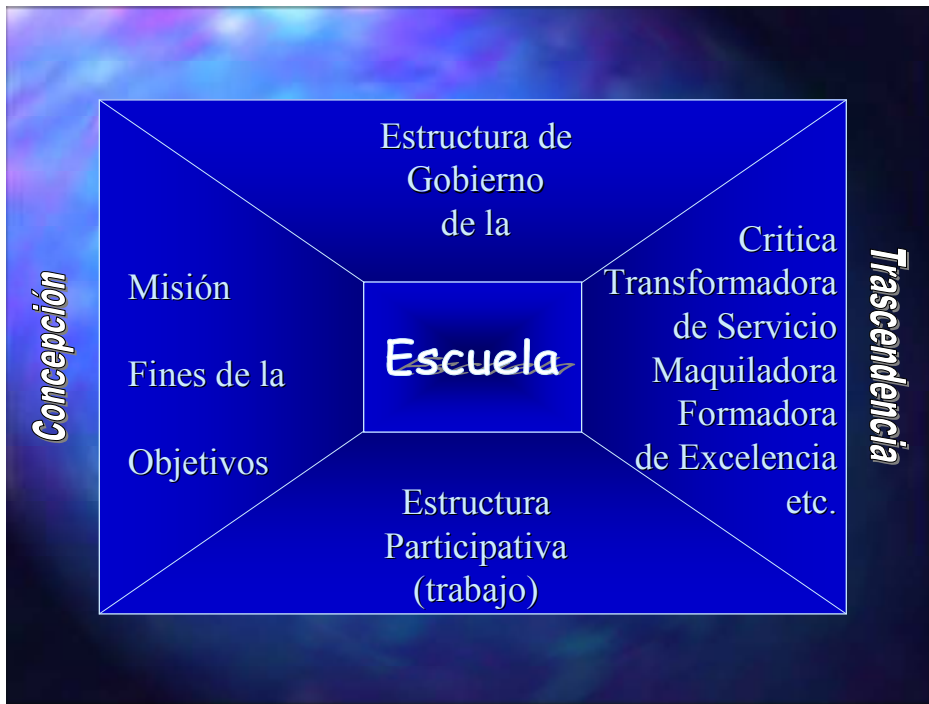 Concepción
Misión
Fines de la
Objetivos
Estructura de
Gobierno
de la
Escuela
Estructura
Participativa
(trabajo)
Critica
Transformadora
de Servicio
Maquiladora
Formadora
de Excelencia
etc.
Trascendencia